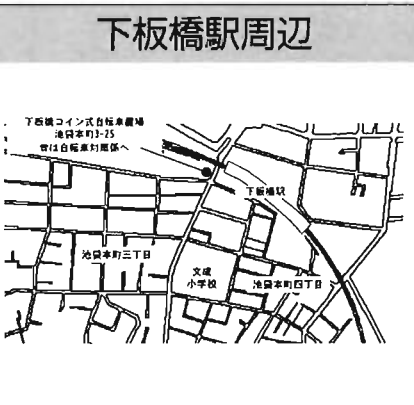 下板橋駅周辺
下板橋コイン式自転車置場
池袋本町3-25
昔は自転車対策係へ
下板橋駅
池袋本町三丁目
文成
小学校
池袋本町四丁目